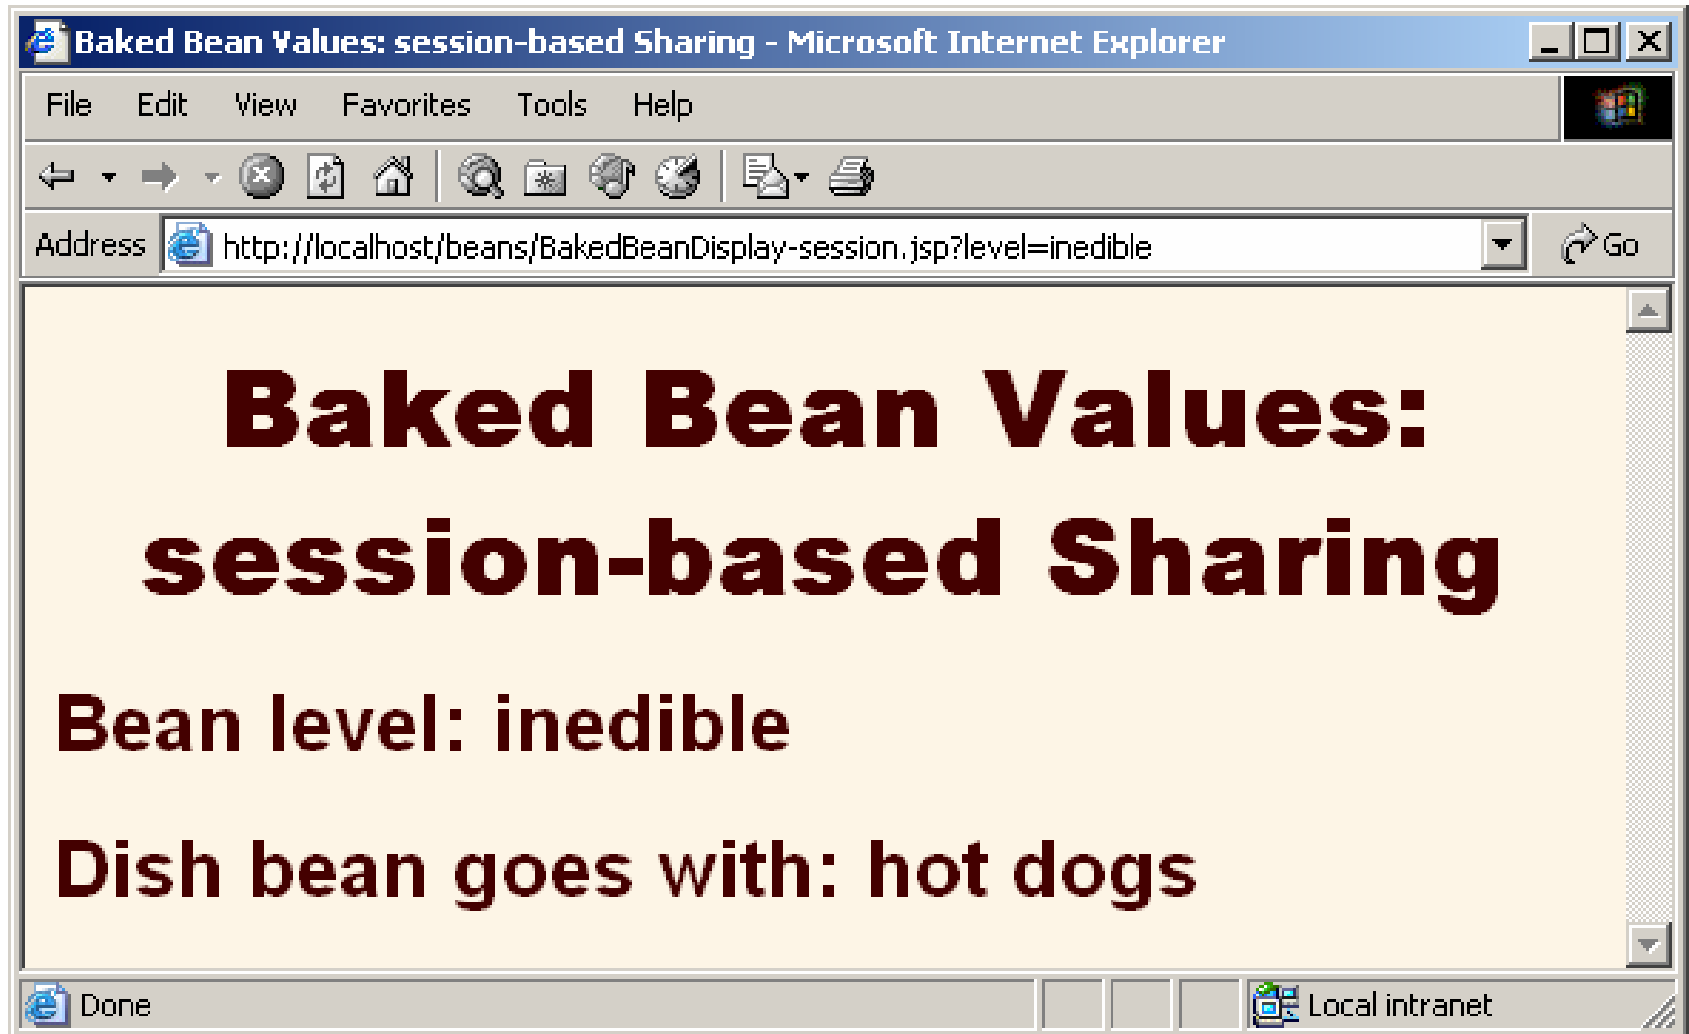 Baked Bean Values: session-based Sharing - Microsoft Internet Explorer
File Edit View Favorites Tools Help
Address http://localhost/beans/BakedBeanDisplay-session.jsp?level=inedible Go
Baked Bean Values:
session-based Sharing
Bean level: inedible
Dish bean goes with: hot dogs
Done Local intranet